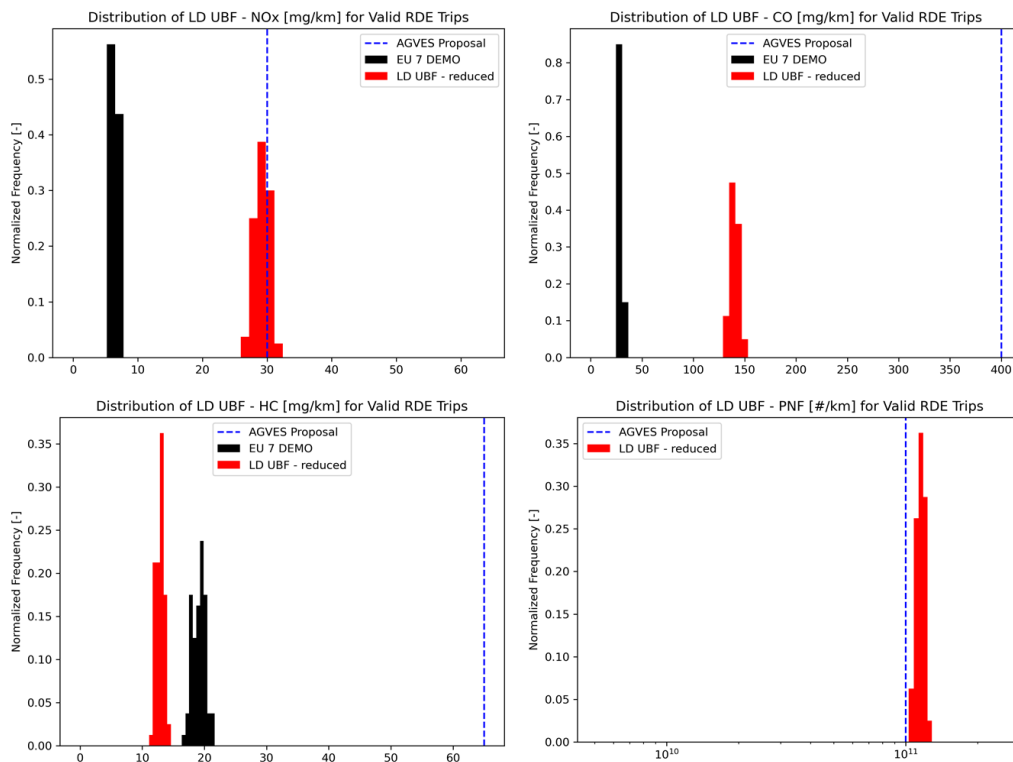 Distribution of LD UBF - NOx [mg/km] for Valid RDE Trips
Normalized Frequency [-]
0.5
0.4
0.3
0.2
0.1
0.0
AGVES Proposal
EU 7 DEMO
LD UBF - reduced
0 10 20 30 40 50 60
Distribution of LD UBF - CO [mg/km] for Valid RDE Trips
Normalized Frequency [-]
0.8
0.7
0.6
0.5
0.4
0.3
0.2
0.1
0.0
AGVES Proposal
EU 7 DEMO
LD UBF - reduced
0 50 100 150 200 250 300 350 400
Distribution of LD UBF - HC [mg/km] for Valid RDE Trips
Normalized Frequency [-]
0.35
0.30
0.25
0.20
0.15
0.10
0.05
0.00
AGVES Proposal
EU 7 DEMO
LD UBF - reduced
0 10 20 30 40 50 60
Distribution of LD UBF - PNF [#/km] for Valid RDE Trips
Normalized Frequency [-]
0.35
0.30
0.25
0.20
0.15
0.10
0.05
0.00
AGVES Proposal
LD UBF - reduced
10¹⁰ 10¹¹